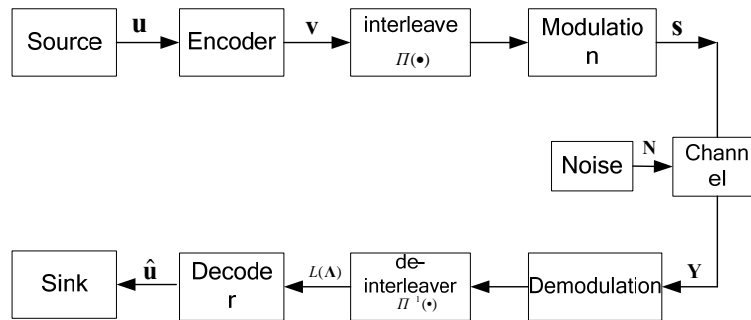 Source
u
Encoder
v
interleave
Π(•)
Modulatio
n
s
Noise
N
Chann
el
Y
Demodulation
de-
interleaver
Π ¹(•)
L(Λ)
Decode
r
û
Sink